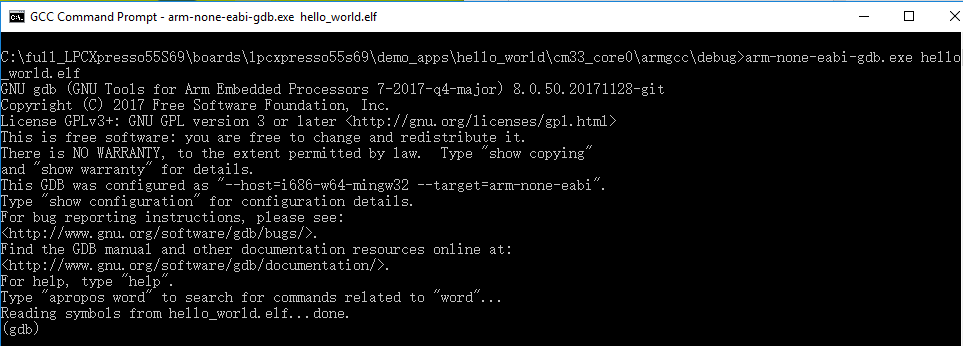 GCC Command Prompt - arm-none-eabi-gdb.exe hello_world.elf
C:\full_LPCXpresso55S69\boards\lpcxpresso55s69\demo_apps\hello_world\cm33_core0\armgcc\debug>arm-none-eabi-gdb.exe hello
_world.elf
GNU gdb (GNU Tools for Arm Embedded Processors 7-2017-q4-major) 8.0.50.20171128-git
Copyright (C) 2017 Free Software Foundation, Inc.
License GPLv3+: GNU GPL version 3 or later <http://gnu.org/licenses/gpl.html>
This is free software: you are free to change and redistribute it.
There is NO WARRANTY, to the extent permitted by law.  Type "show copying"
and "show warranty" for details.
This GDB was configured as "--host=i686-w64-mingw32 --target=arm-none-eabi".
Type "show configuration" for configuration details.
For bug reporting instructions, please see:
<http://www.gnu.org/software/gdb/bugs/>.
Find the GDB manual and other documentation resources online at:
<http://www.gnu.org/software/gdb/documentation/>.
For help, type "help".
Type "apropos word" to search for commands related to "word"...
Reading symbols from hello_world.elf...done.
(gdb)